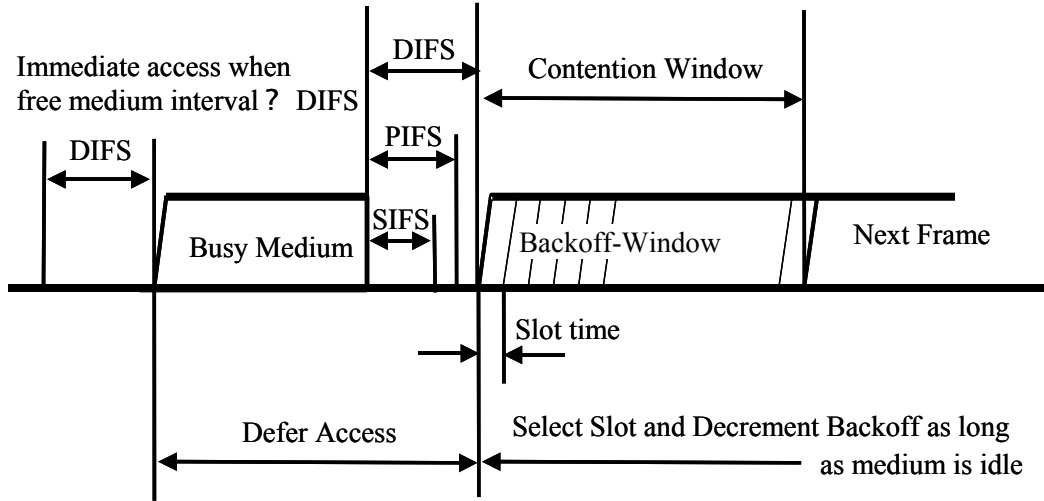 DIFS
Contention Window
Immediate access when
free medium interval ? DIFS
PIFS
DIFS
SIFS
Busy Medium
Backoff-Window
Next Frame
Slot time
Defer Access
Select Slot and Decrement Backoff as long
as medium is idle